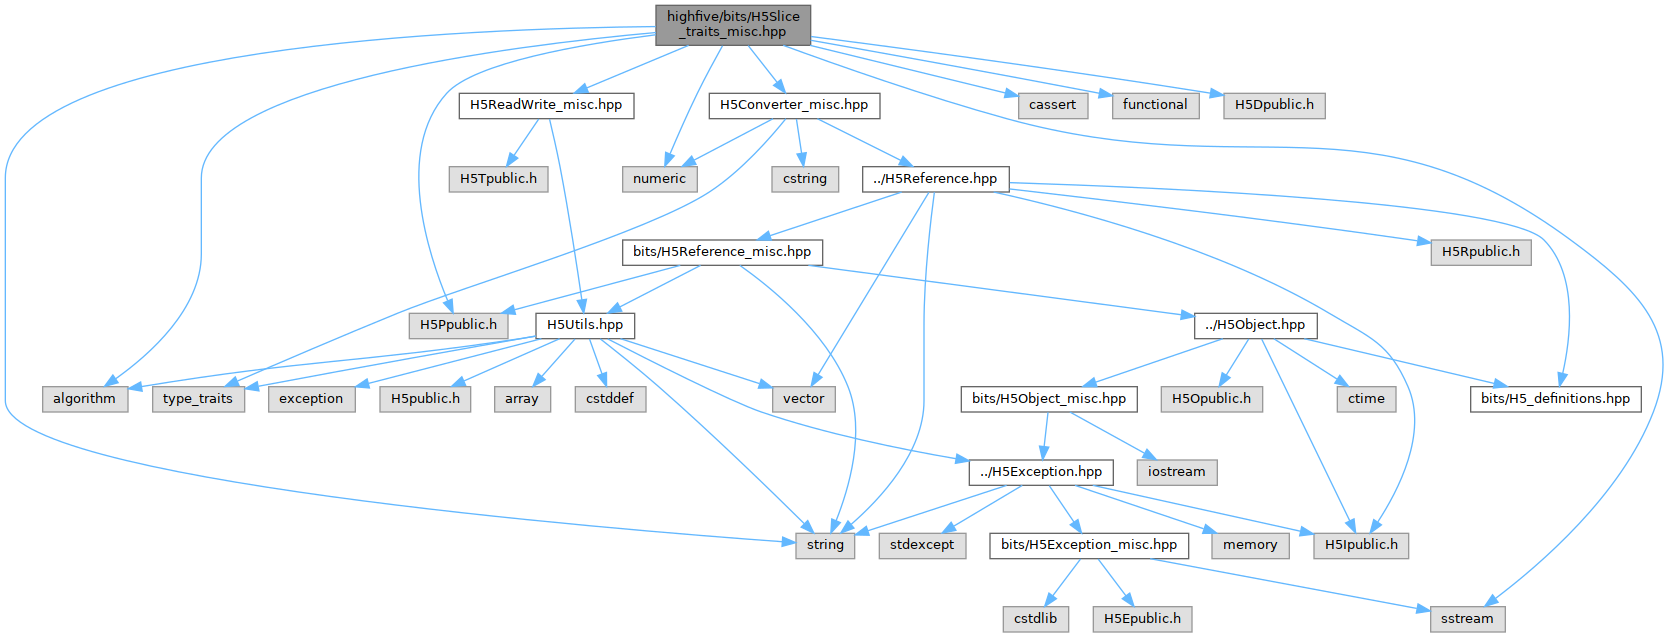 highfive/bits/H5Slice
_traits_misc.hpp
H5ReadWrite_misc.hpp
H5Converter_misc.hpp
cassert
functional
H5Dpublic.h
H5Tpublic.h
numeric
cstring
../H5Reference.hpp
bits/H5Reference_misc.hpp
H5Rpublic.h
H5Ppublic.h
H5Utils.hpp
../H5Object.hpp
algorithm
type_traits
exception
H5public.h
array
cstddef
vector
bits/H5Object_misc.hpp
H5Opublic.h
ctime
bits/H5_definitions.hpp
../H5Exception.hpp
iostream
string
stdexcept
bits/H5Exception_misc.hpp
memory
H5Ipublic.h
cstdlib
H5Epublic.h
sstream